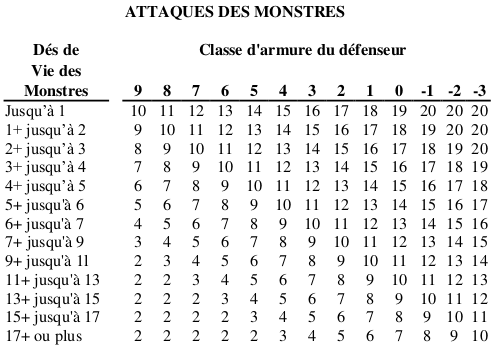 ATTAQUES DES MONSTRES
Dés de Classe d'armure du défenseur
Vie des
Monstres 9 8 7 6 5 4 3 2 1 0 -1 -2 -3
Jusqu'à 1 10 11 12 13 14 15 16 17 18 19 20 20 20
1+ jusqu'à 2 9 10 11 12 13 14 15 16 17 18 19 20 20
2+ jusqu'à 3 8 9 10 11 12 13 14 15 16 17 18 19 20
3+ jusqu'à 4 7 8 9 10 11 12 13 14 15 16 17 18 19
4+ jusqu'à 5 6 7 8 9 10 11 12 13 14 15 16 17 18
5+ jusqu'à 6 5 6 7 8 9 10 11 12 13 14 15 16 17
6+ jusqu'à 7 4 5 6 7 8 9 10 11 12 13 14 15 16
7+ jusqu'à 9 3 4 5 6 7 8 9 10 11 12 13 14 15
9+ jusqu'à 11 2 3 4 5 6 7 8 9 10 11 12 13 14
11+ jusqu'à 13 2 2 3 4 5 6 7 8 9 10 11 12 13
13+ jusqu'à 15 2 2 2 3 4 5 6 7 8 9 10 11 12
15+ jusqu'à 17 2 2 2 2 3 4 5 6 7 8 9 10 11
17+ ou plus 2 2 2 2 2 3 4 5 6 7 8 9 10